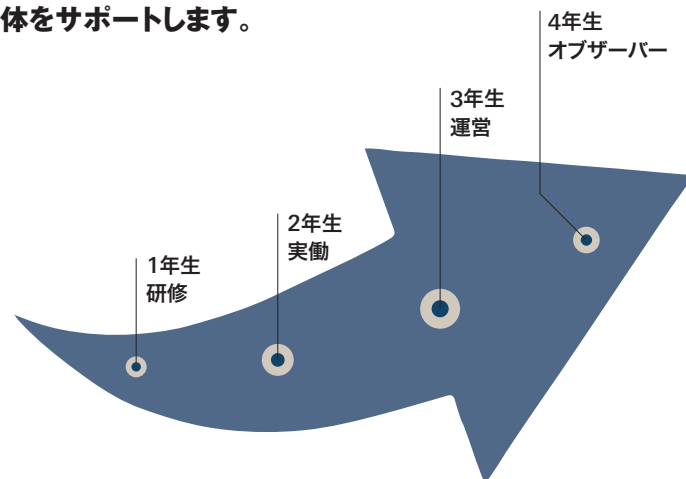 体をサポートします。
4年生
オブザーバー
3年生
運営
2年生
実働
1年生
研修